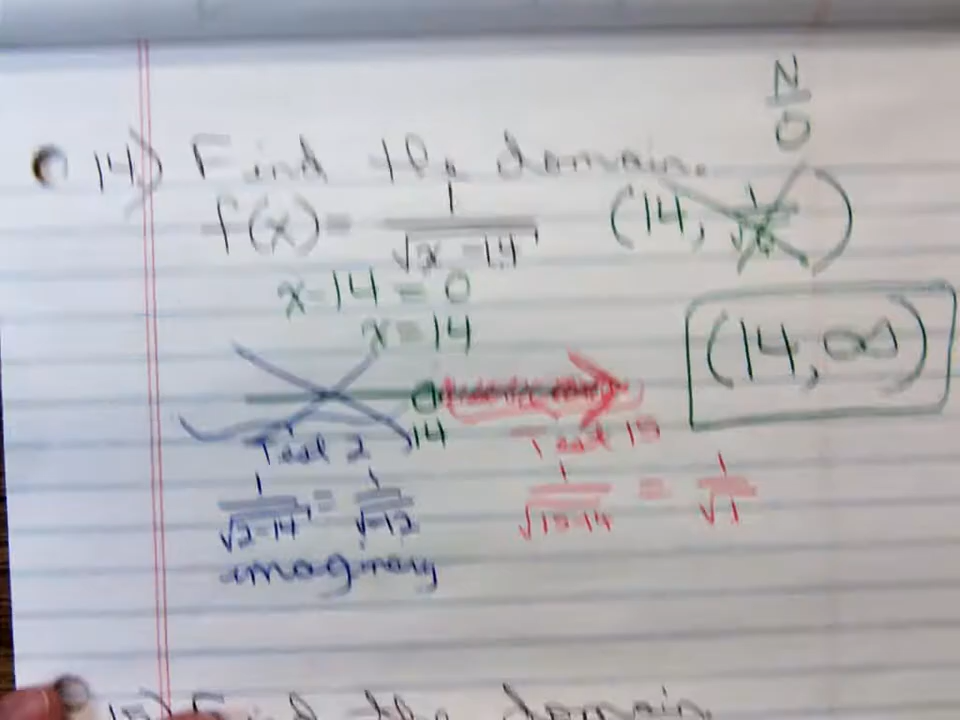 N/0
14) Find the domain.
f(x) = 1/√x-14
(14, 1/√0)
x-14 = 0
x = 14
(14, ∞)
14
Test 2
Test 15
1/√2-14 = 1/√-12
1/√15-14 = 1/√1
imaginary
15) Find the domain.